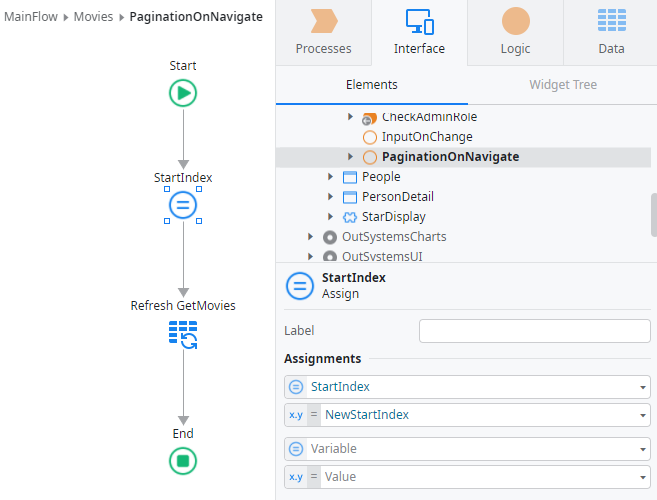 MainFlow ▸ Movies ▸ PaginationOnNavigate
Start
StartIndex
Refresh GetMovies
End
Processes
Interface
Logic
Data
Elements
Widget Tree
CheckAdminRole
InputOnChange
PaginationOnNavigate
People
PersonDetail
StarDisplay
OutSystemsCharts
OutSystemsUI
StartIndex
Assign
Label
Assignments
StartIndex
x.y = NewStartIndex
Variable
x.y = Value